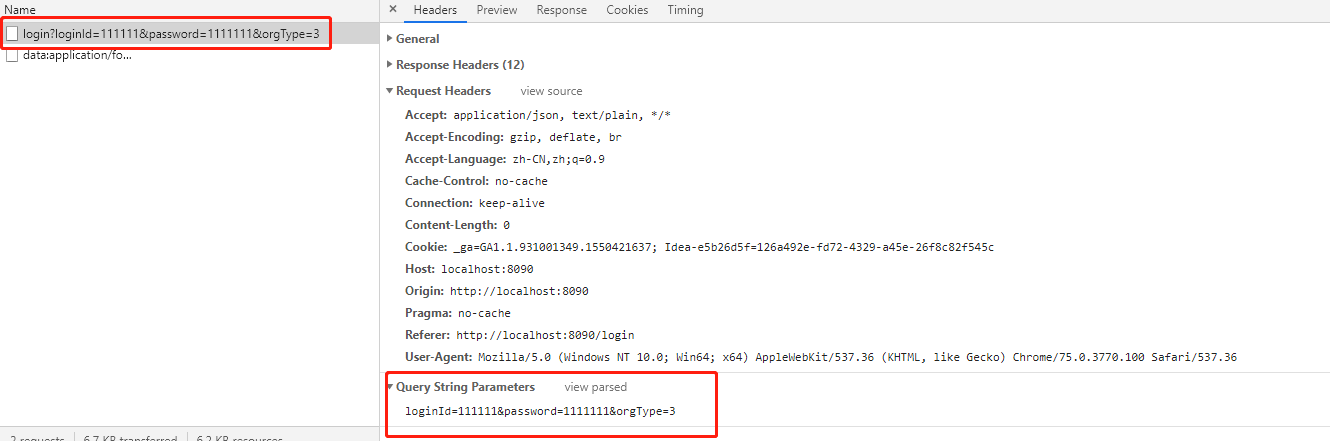 Name
login?loginId=111111&password=1111111&orgType=3
data:application/fo...
2 requests 6.7 KB transferred 6.2 KB resources
× Headers Preview Response Cookies Timing
General
Response Headers (12)
Request Headers view source
Accept: application/json, text/plain, */*
Accept-Encoding: gzip, deflate, br
Accept-Language: zh-CN,zh;q=0.9
Cache-Control: no-cache
Connection: keep-alive
Content-Length: 0
Cookie: _ga=GA1.1.931001349.1550421637; Idea-e5b26d5f=126a492e-fd72-4329-a45e-26f8c82f545c
Host: localhost:8090
Origin: http://localhost:8090
Pragma: no-cache
Referer: http://localhost:8090/login
User-Agent: Mozilla/5.0 (Windows NT 10.0; Win64; x64) AppleWebKit/537.36 (KHTML, like Gecko) Chrome/75.0.3770.100 Safari/537.36
Query String Parameters view parsed
loginId=111111&password=1111111&orgType=3